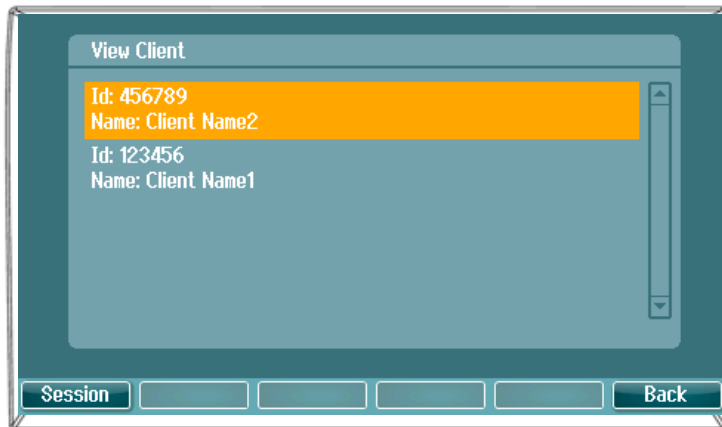 View Client
Id: 456789
Name: Client Name2
Id: 123456
Name: Client Name1
Session
Back